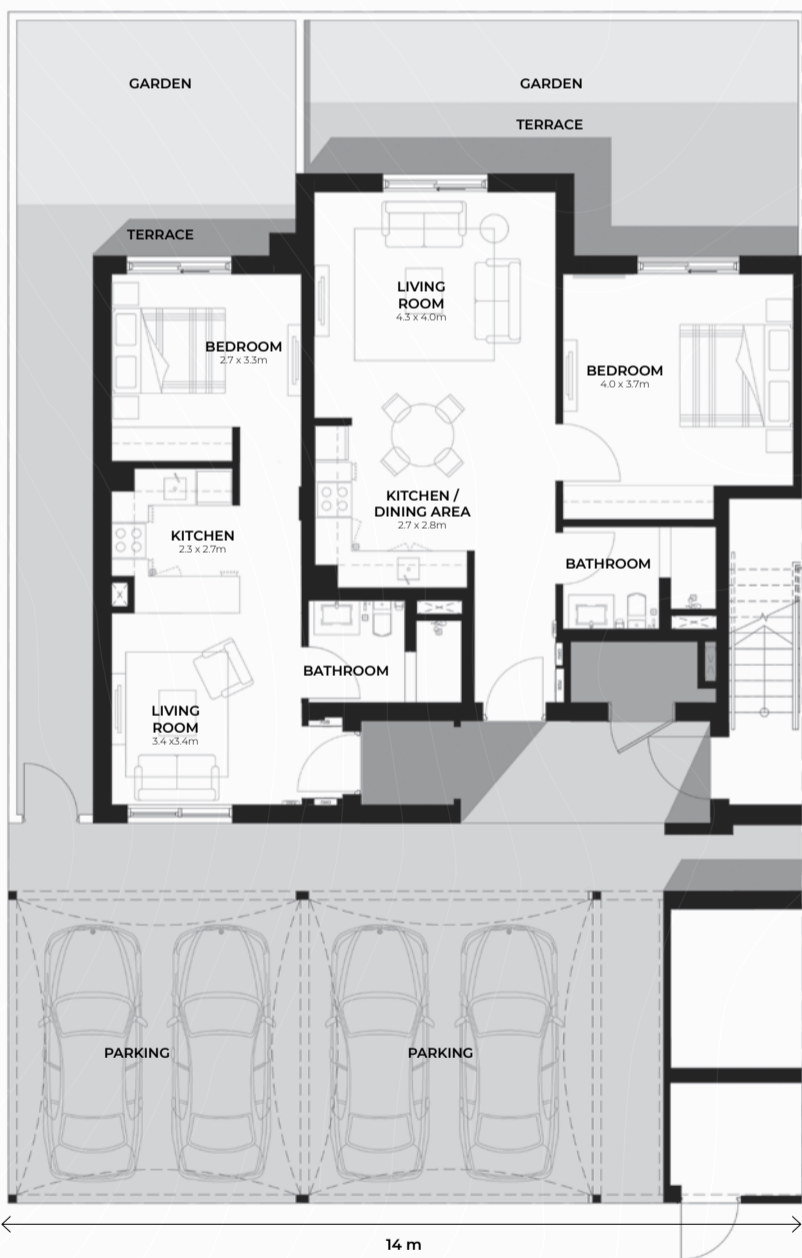 GARDEN
GARDEN
TERRACE
TERRACE
LIVING
ROOM
4.3 x 4.0m
BEDROOM
2.7 x 3.3m
BEDROOM
4.0 x 3.7m
KITCHEN /
DINING AREA
2.7 x 2.8m
KITCHEN
2.3 x 2.7m
BATHROOM
BATHROOM
LIVING
ROOM
3.4 x3.4m
PARKING
PARKING
14 m